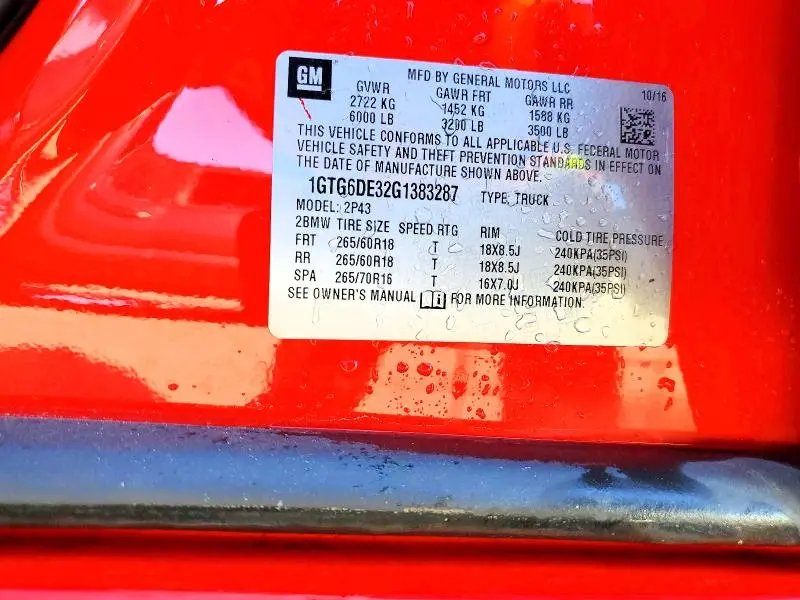 GM
MFD BY GENERAL MOTORS LLC
10/16
GVWR GAWR FRT GAWR RR
2722 KG 1452 KG 1588 KG
6000 LB 3200 LB 3500 LB
THIS VEHICLE CONFORMS TO ALL APPLICABLE U.S. FEDERAL MOTOR
VEHICLE SAFETY AND THEFT PREVENTION STANDARDS IN EFFECT ON
THE DATE OF MANUFACTURE SHOWN ABOVE.
1GTG6DE32G1383287 TYPE: TRUCK
MODEL: 2P43
2BMW TIRE SIZE SPEED RTG RIM COLD TIRE PRESSURE
FRT 265/60R18 T 18X8.5J 240KPA(35PSI)
RR 265/60R18 T 18X8.5J 240KPA(35PSI)
SPA 265/70R16 T 16X7.0J 240KPA(35PSI)
SEE OWNER'S MANUAL FOR MORE INFORMATION.